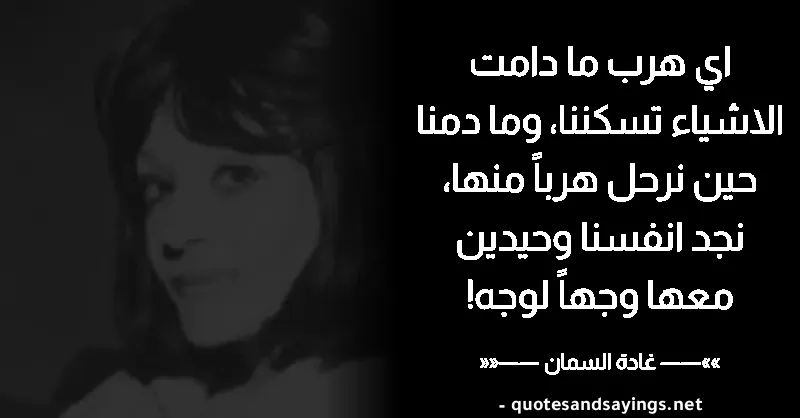 اي هرب ما دامت
الاشياء تسكننا، وما دمنا
حين نرحل هرباً منها،
نجد انفسنا وحيدين
معها وجهاً لوجه!
»»—— غادة السمان ——««
- quotesandsayings.net